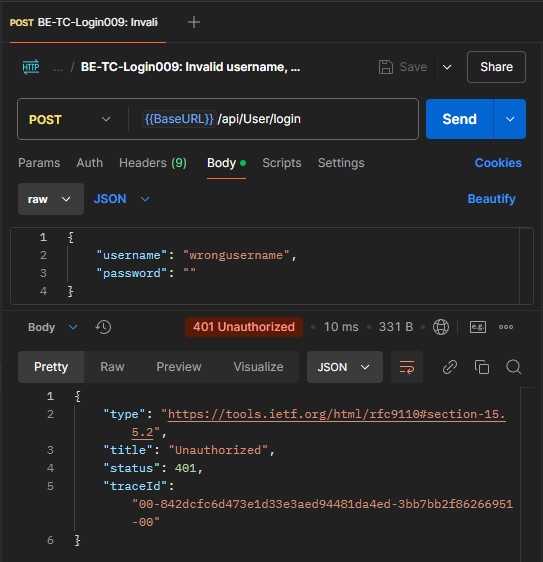 POST BE-TC-Login009: Invali
HTTP ... / BE-TC-Login009: Invalid username, ... Save Share
POST {{BaseURL}} /api/User/login Send
Params Auth Headers (9) Body Scripts Settings Cookies
raw JSON Beautify
1 {
2 "username": "wrongusername",
3 "password": ""
4 }
Body 401 Unauthorized • 10 ms • 331 B e.g.
Pretty Raw Preview Visualize JSON
1 {
2 "type": "https://tools.ietf.org/html/rfc9110#section-15.
5.2",
3 "title": "Unauthorized",
4 "status": 401,
5 "traceId":
"00-842dcfc6d473e1d33e3aed94481da4ed-3bb7bb2f86266951
-00"
6 }